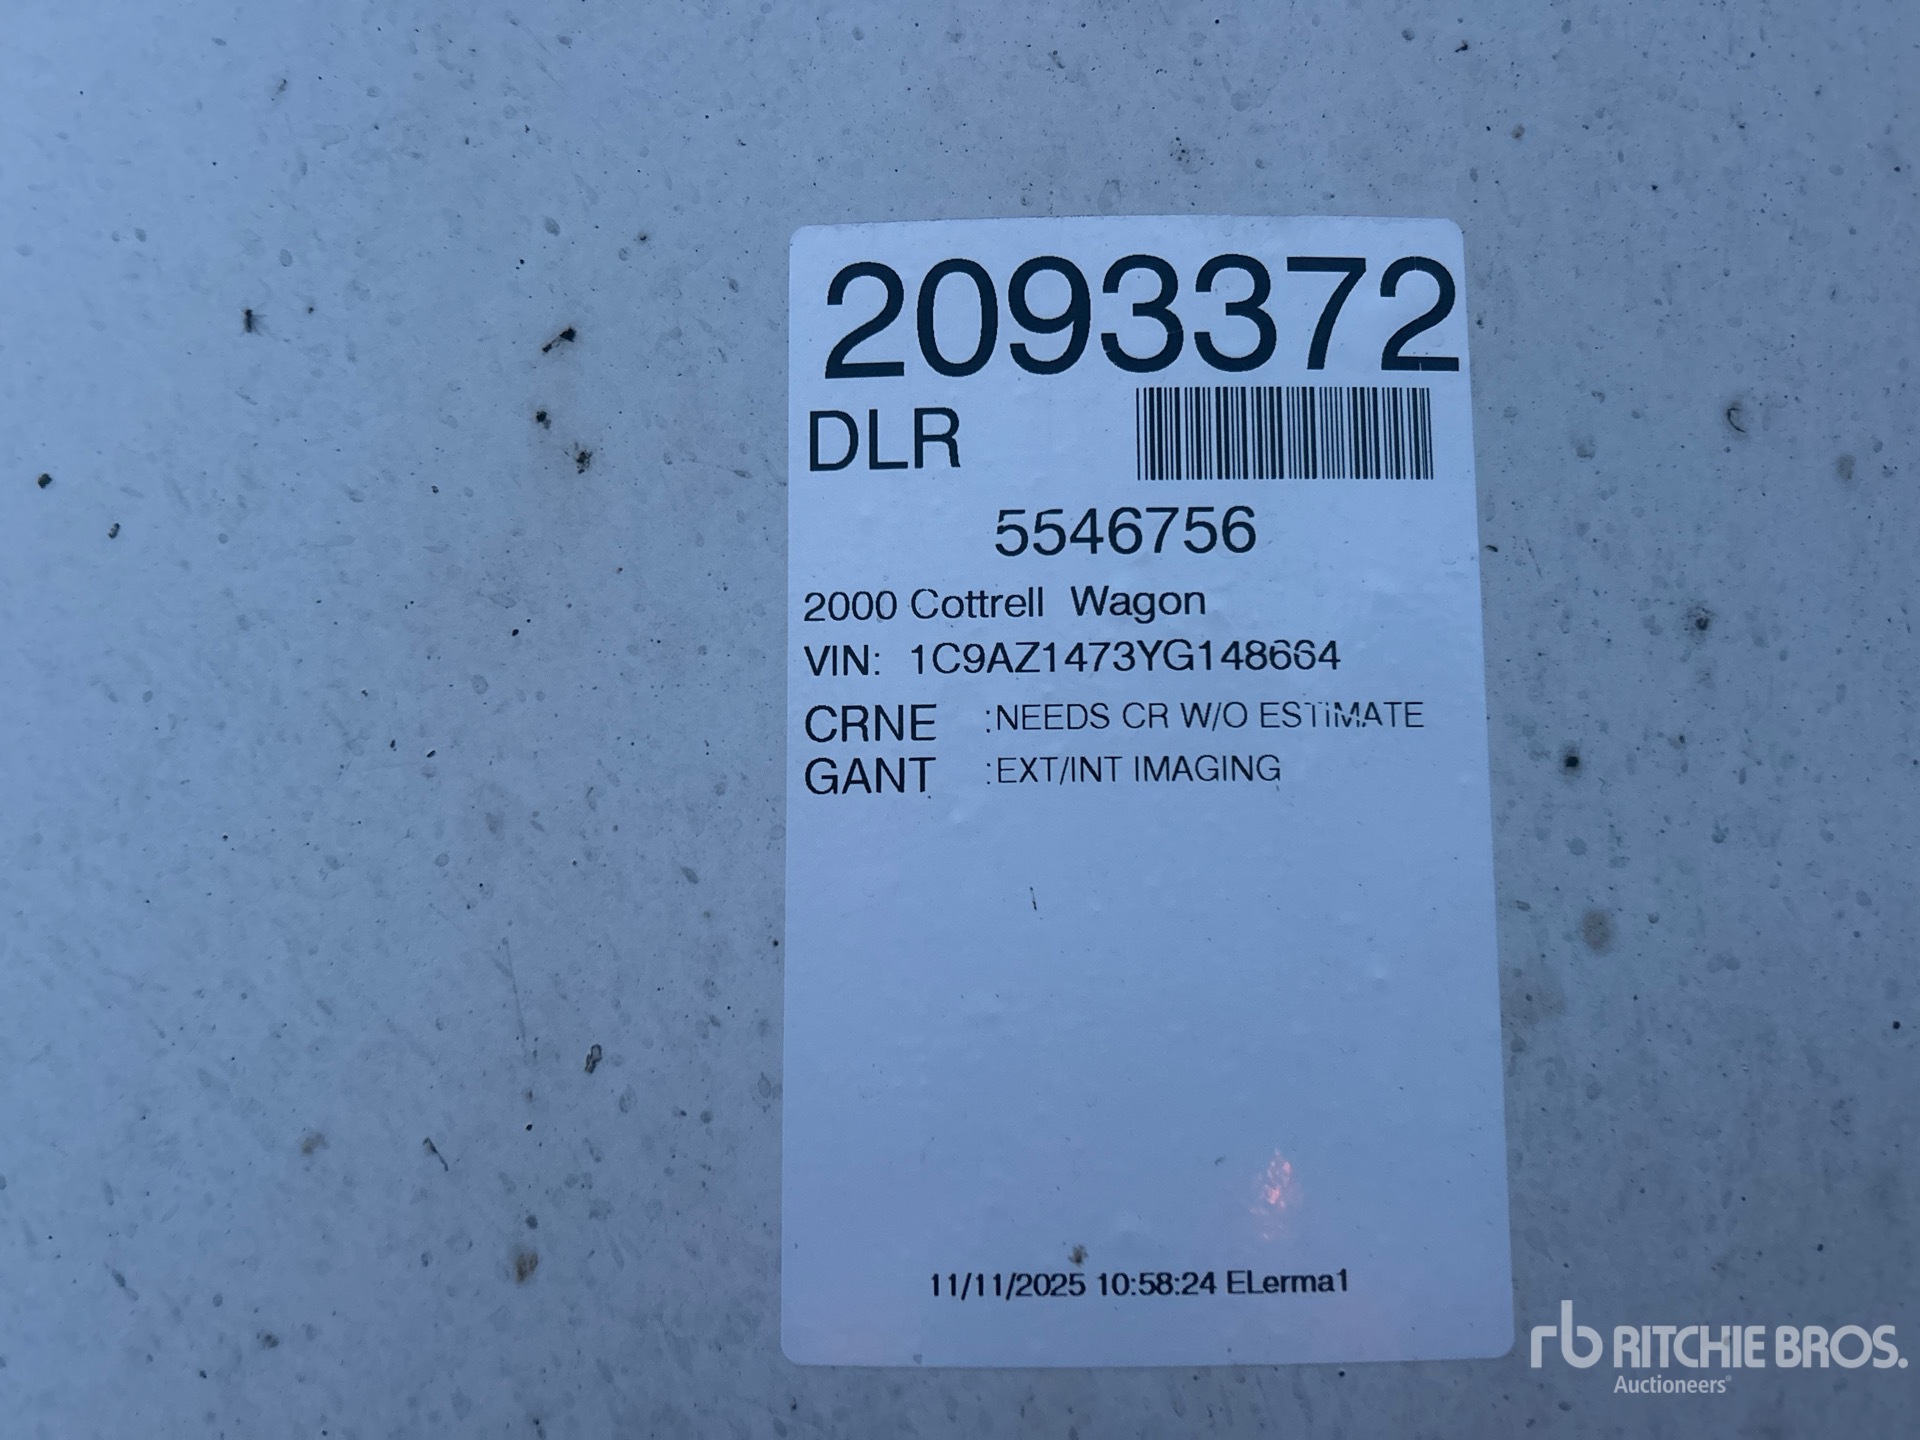 2093372
DLR
5546756
2000 Cottrell Wagon
VIN: 1C9AZ1473YG148664
CRNE :NEEDS CR W/O ESTIMATE
GANT :EXT/INT IMAGING
11/11/2025 10:58:24 ELerma1
rb RITCHIE BROS.
Auctioneers